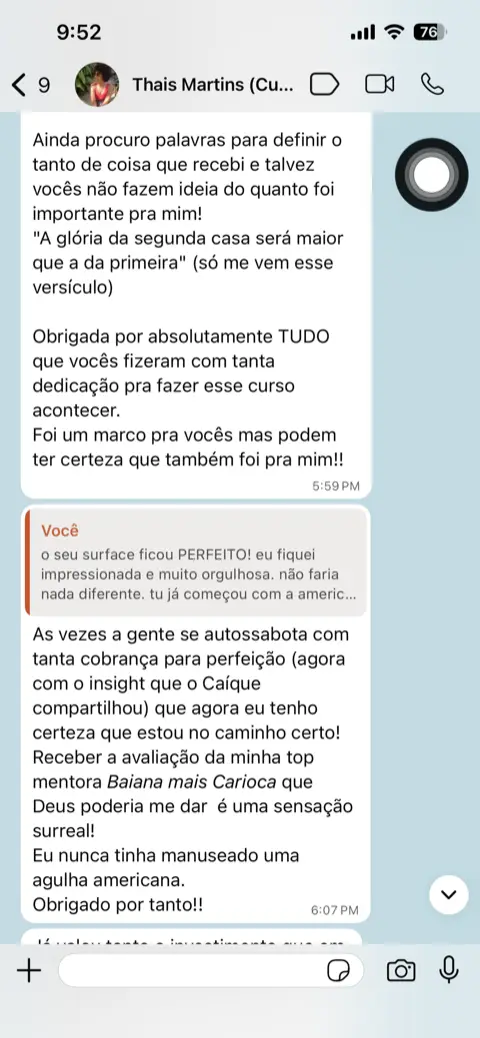 9:52
76
9
Thais Martins (Cu...
Ainda procuro palavras para definir o
tanto de coisa que recebi e talvez
vocês não fazem ideia do quanto foi
importante pra mim!
"A glória da segunda casa será maior
que a da primeira" (só me vem esse
versículo)
Obrigada por absolutamente TUDO
que vocês fizeram com tanta
dedicação pra fazer esse curso
acontecer.
Foi um marco pra vocês mas podem
ter certeza que também foi pra mim!!
5:59 PM
Você
o seu surface ficou PERFEITO! eu fiquei
impressionada e muito orgulhosa. não faria
nada diferente. tu já começou com a americ...
As vezes a gente se autossabota com
tanta cobrança para perfeição (agora
com o insight que o Caíque
compartilhou) que agora eu tenho
certeza que estou no caminho certo!
Receber a avaliação da minha top
mentora Baiana mais Carioca que
Deus poderia me dar  é uma sensação
surreal!
Eu nunca tinha manuseado uma
agulha americana.
Obrigado por tanto!!
6:07 PM